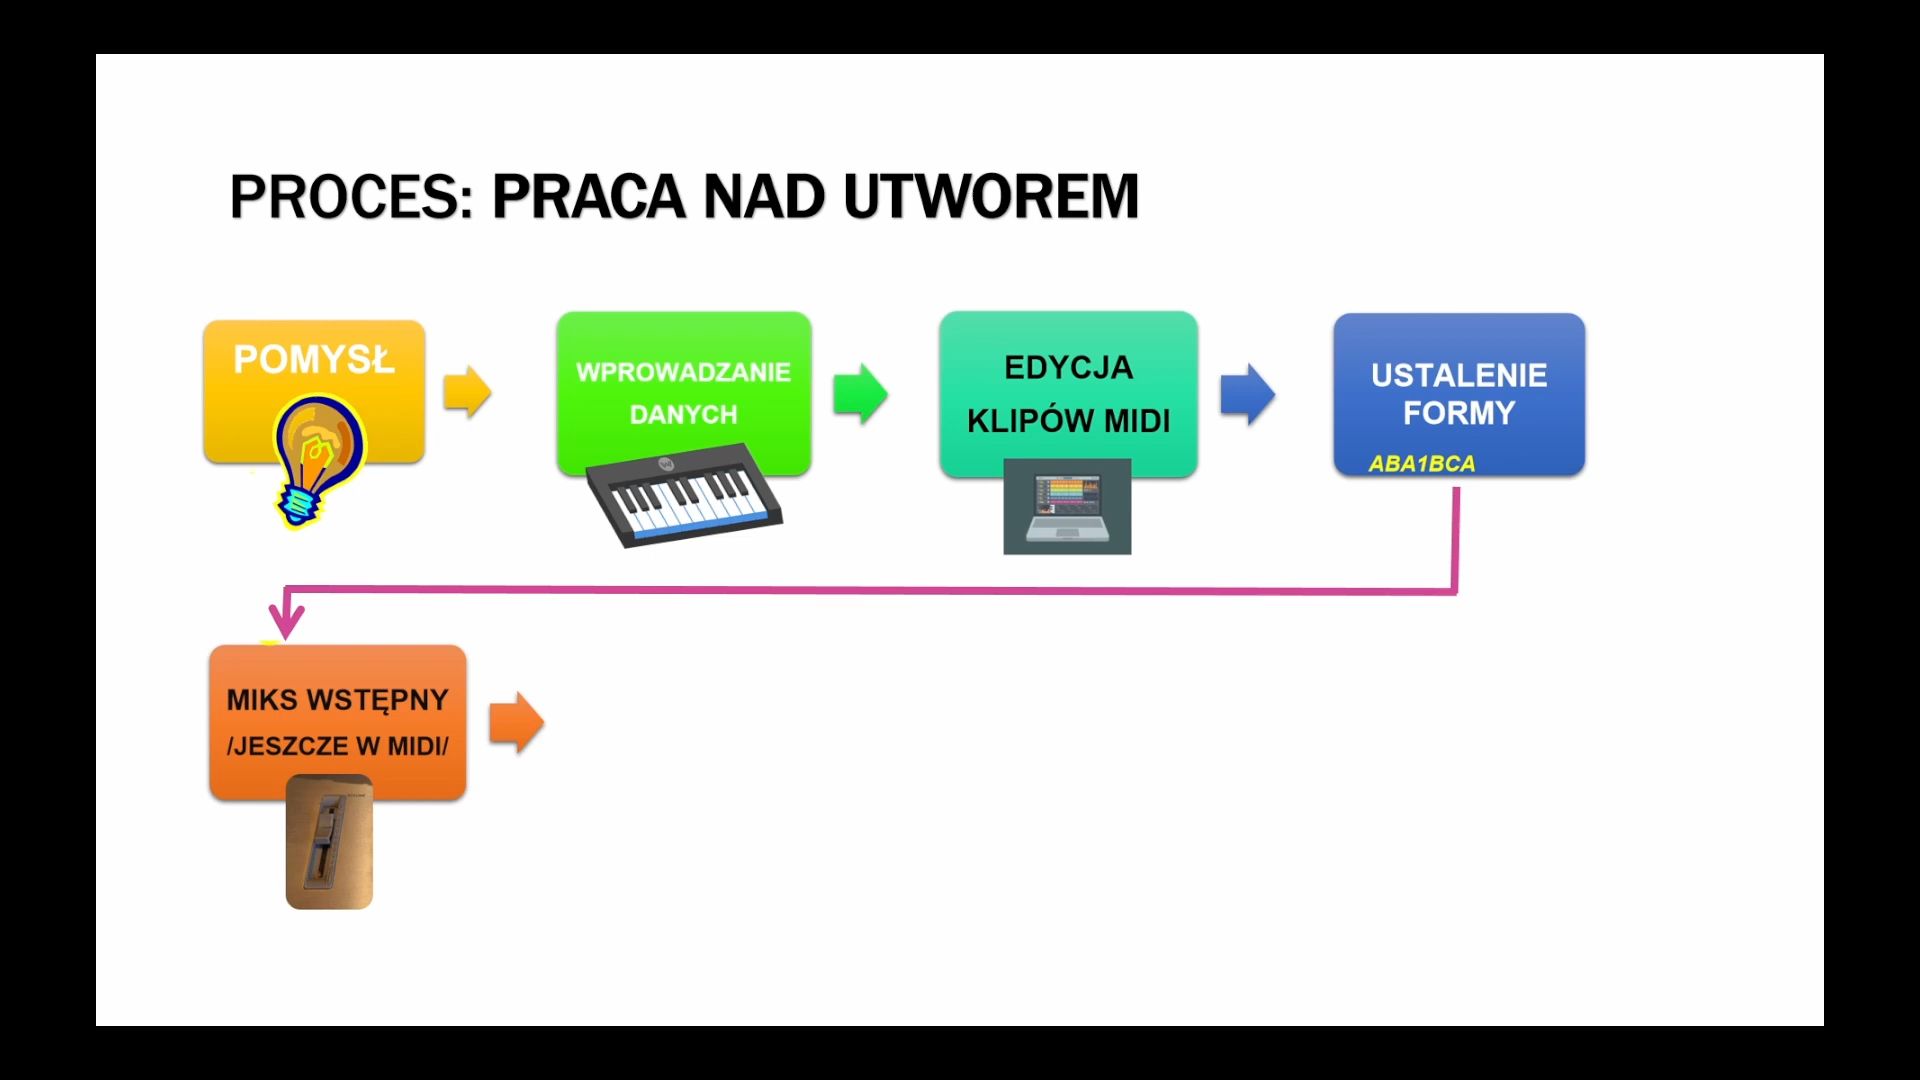 PROCES: PRACA NAD UTWOREM
POMYSŁ
WPROWADZANIE
DANYCH
EDYCJA
KLIPÓW MIDI
USTALENIE
FORMY
ABA1BCA
MIKS WSTĘPNY
/JESZCZE W MIDI/